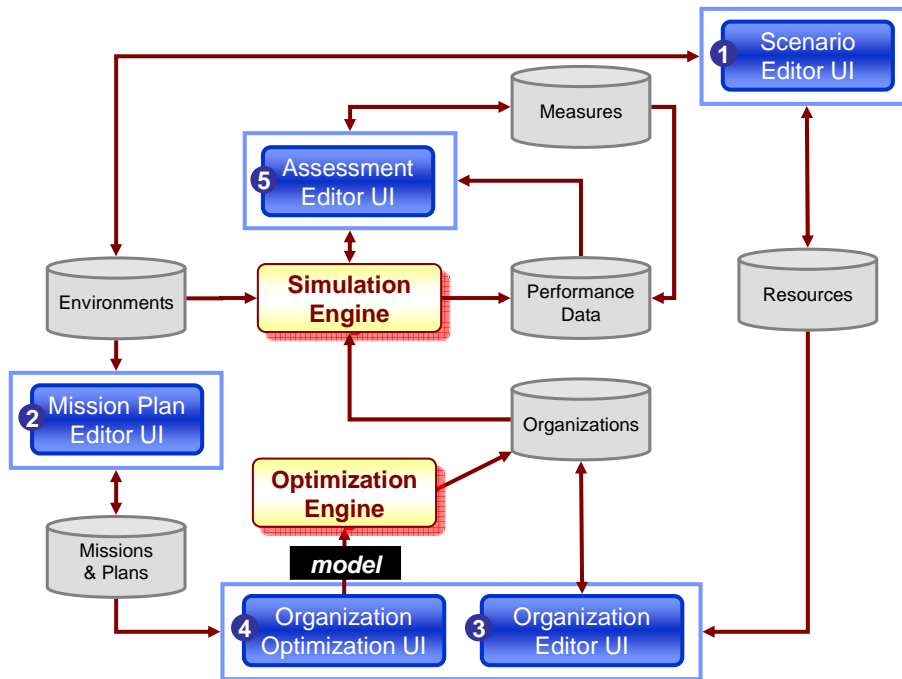 1
Scenario
Editor UI
Measures
5
Assessment
Editor UI
Environments
Simulation
Engine
Performance
Data
Resources
2
Mission Plan
Editor UI
Organizations
Optimization
Engine
Missions
& Plans
model
4
Organization
Optimization UI
3
Organization
Editor UI